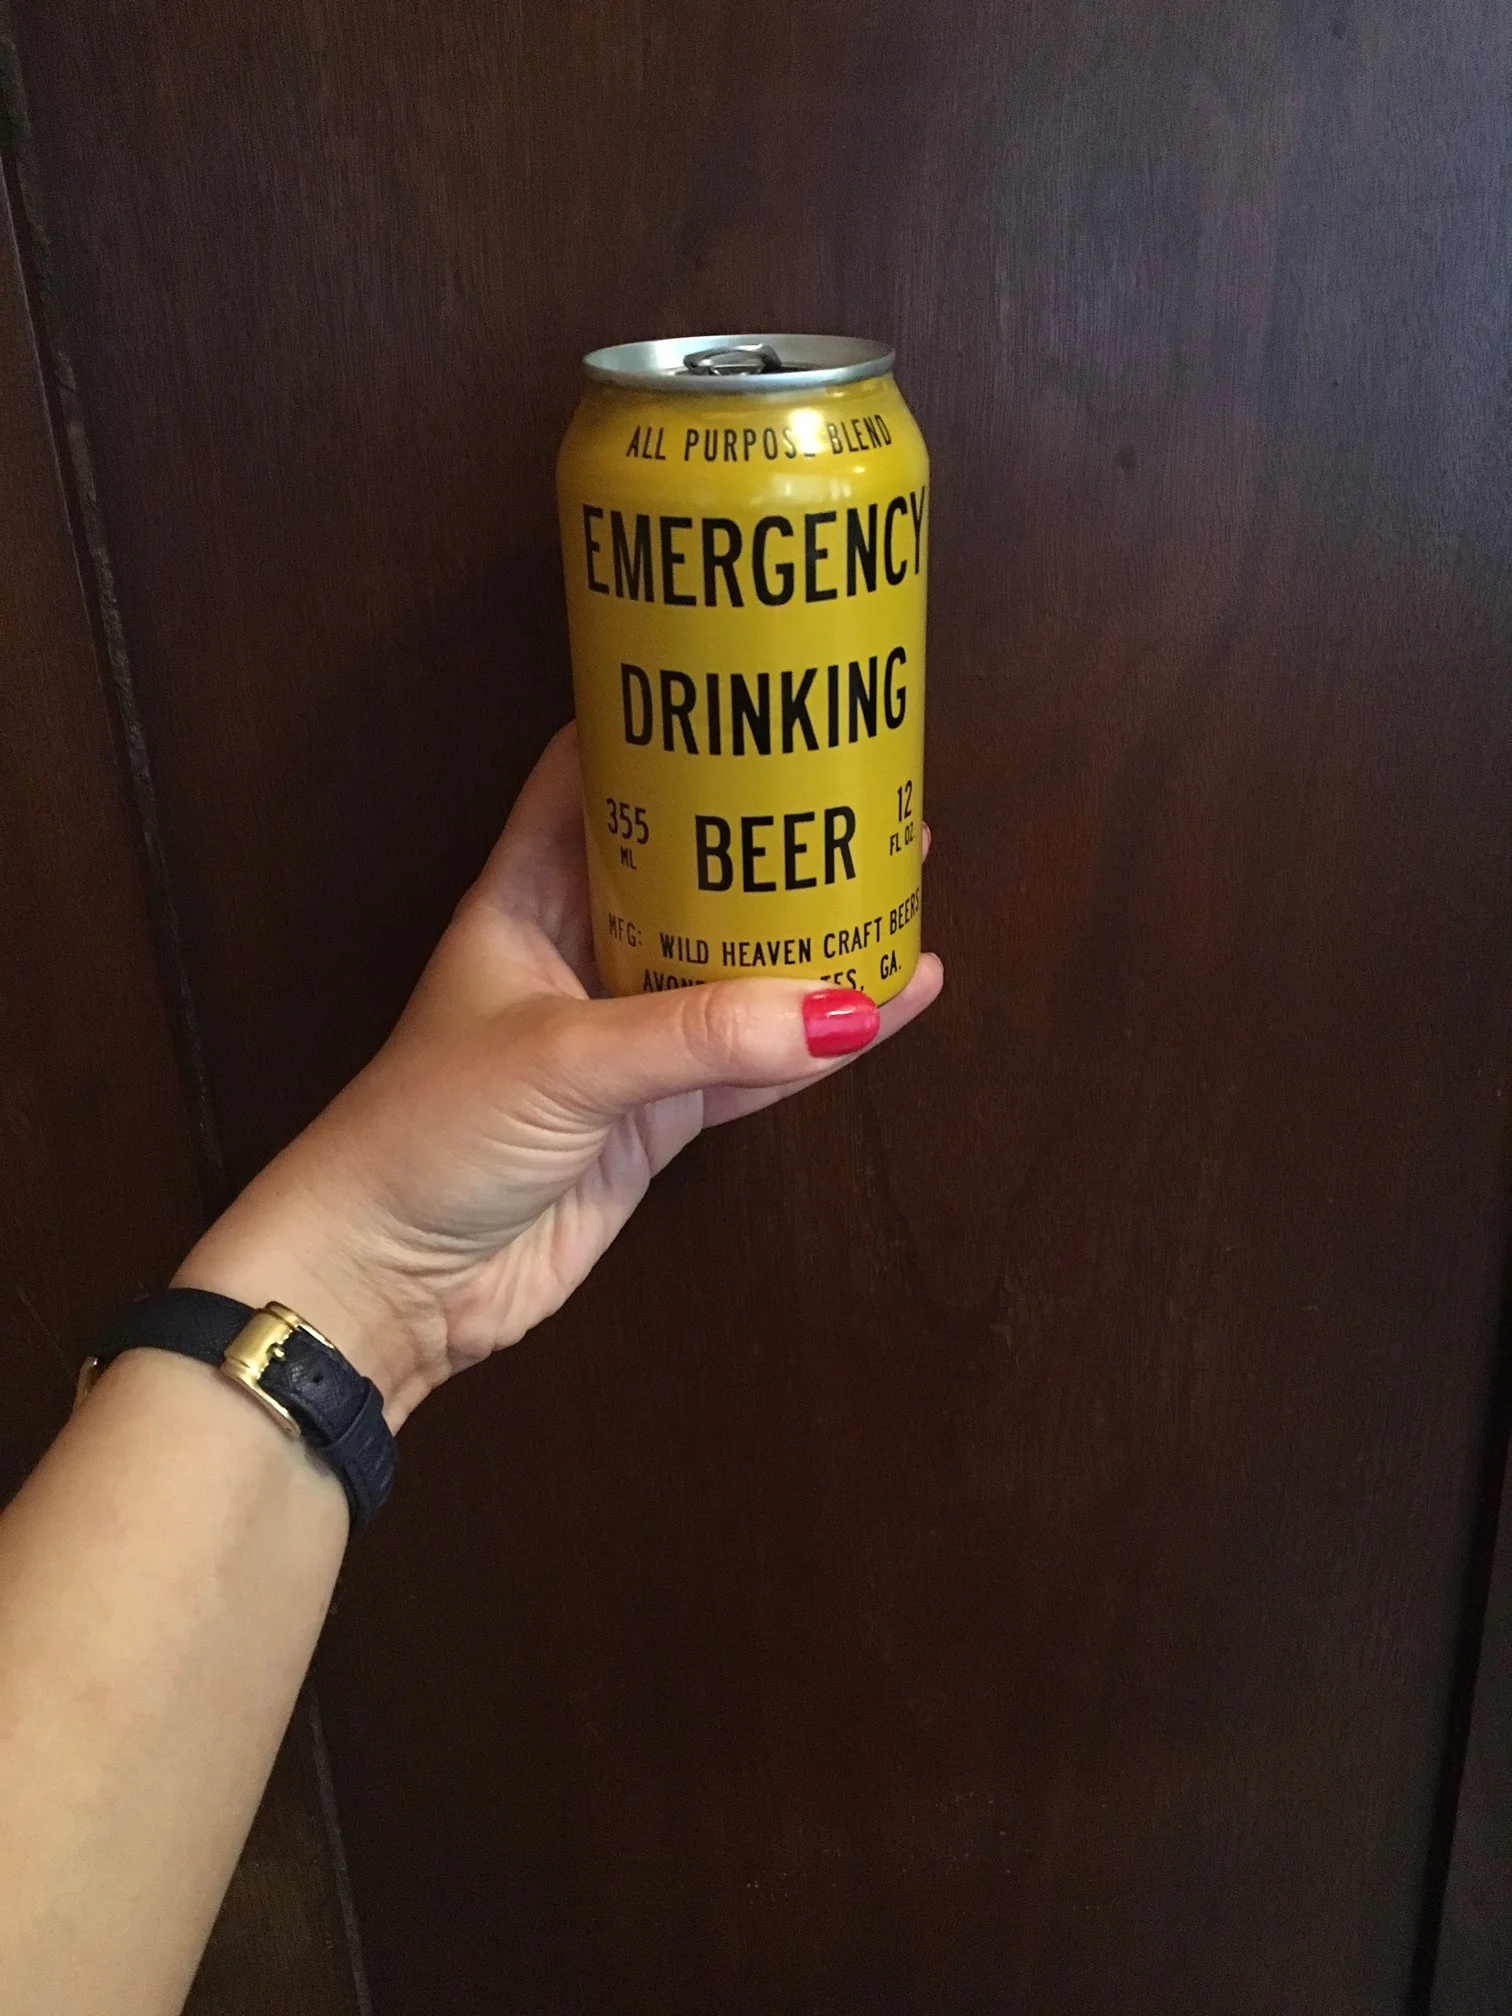 ALL PURPOSE BLEND
EMERGENCY
DRINKING
BEER
355
ML
12
FL OZ.
MFG: WILD HEAVEN CRAFT BEERS
GA.